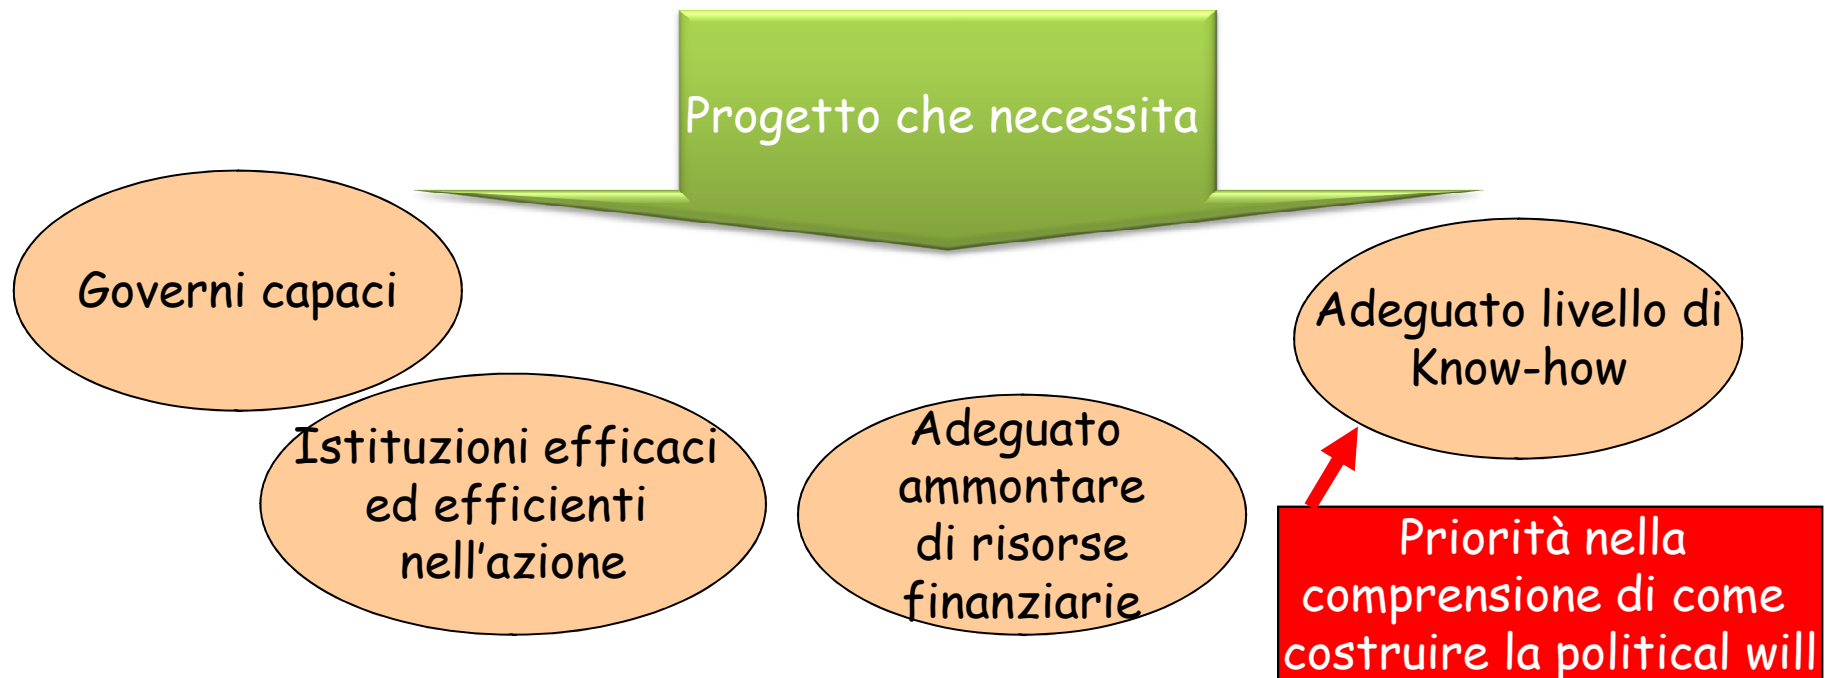 Progetto che necessita
Governi capaci
Istituzioni efficaci
ed efficienti
nell'azione
Adeguato
ammontare
di risorse
finanziarie
Adeguato livello di
Know-how
Priorità nella
comprensione di come
costruire la political will